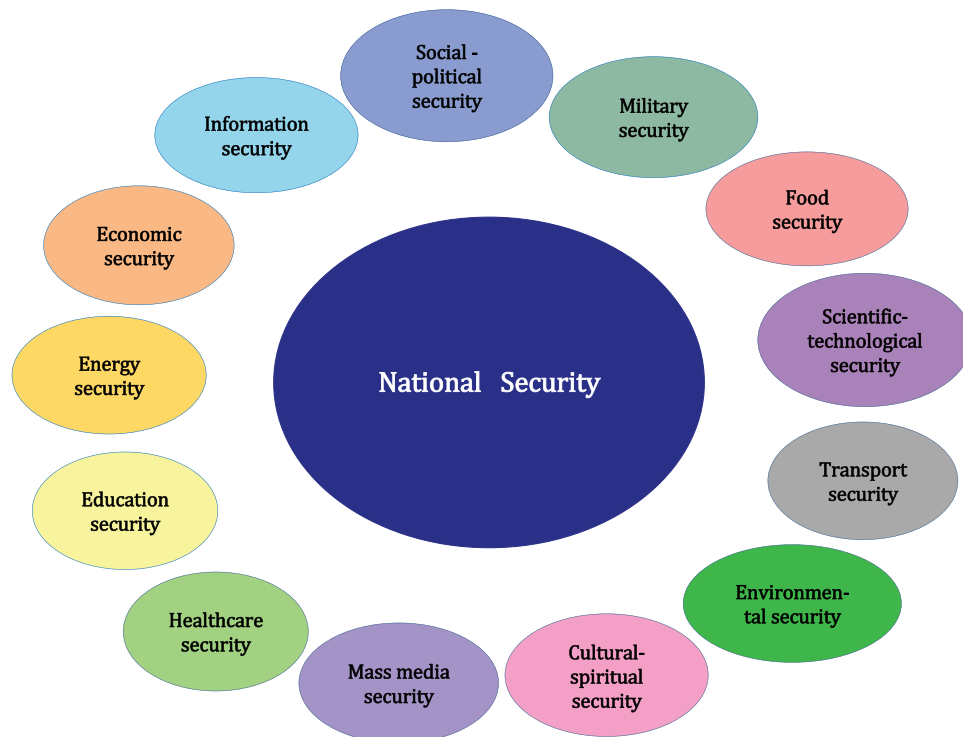 Social -
political
security
Military
security
Information
security
Food
security
Economic
security
Scientific-
technological
security
National Security
Energy
security
Transport
security
Education
security
Environmen-
tal security
Healthcare
security
Cultural-
spiritual
security
Mass media
security